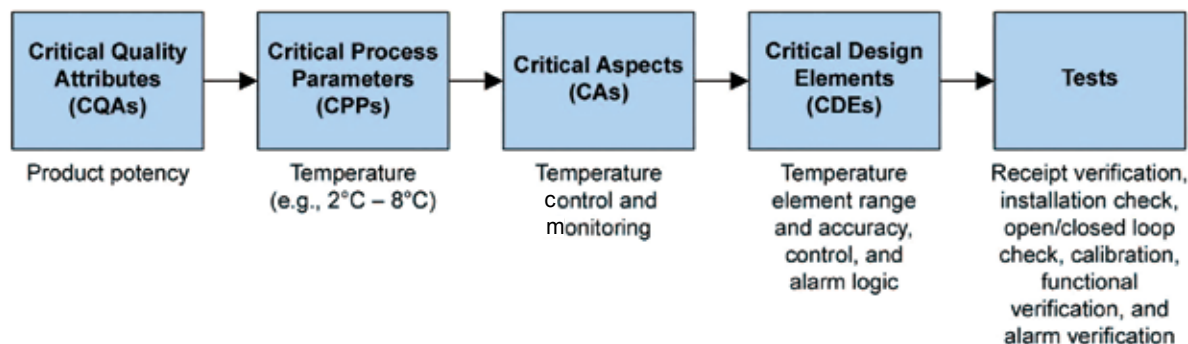 Critical Quality
Attributes
(CQAs)
Product potency
Critical Process
Parameters
(CPPs)
Temperature
(e.g., 2°C – 8°C)
Critical Aspects
(CAs)
Temperature
control and
monitoring
Critical Design
Elements
(CDEs)
Temperature
element range
and accuracy,
control, and
alarm logic
Tests
Receipt verification,
installation check,
open/closed loop
check, calibration,
functional
verification, and
alarm verification